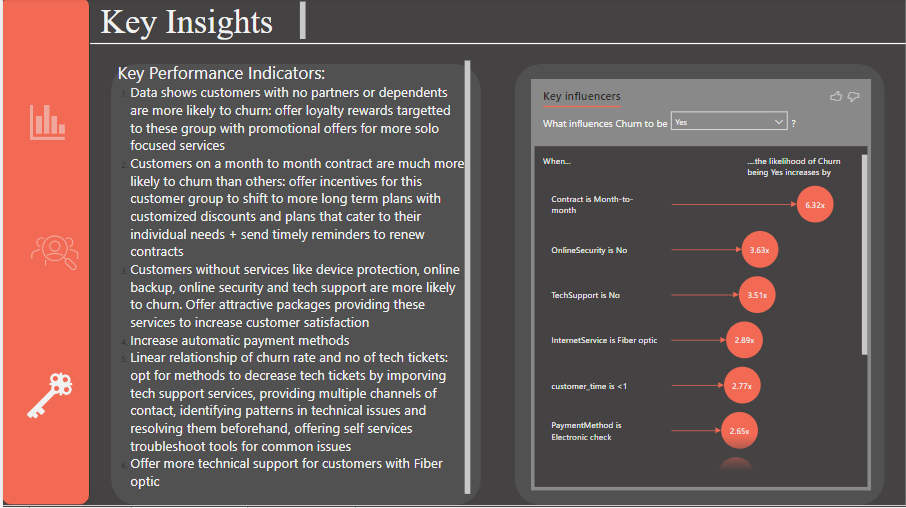 Key Insights
Key Performance Indicators:
1. Data shows customers with no partners or dependents
are more likely to churn: offer loyalty rewards targetted
to these group with promotional offers for more solo
focused services
2. Customers on a month to month contract are much more
likely to churn than others: offer incentives for this
customer group to shift to more long term plans with
customized discounts and plans that cater to their
individual needs + send timely reminders to renew
contracts
3. Customers without services like device protection, online
backup, online security and tech support are more likely
to churn. Offer attractive packages providing these
services to increase customer satisfaction
4. Increase automatic payment methods
5. Linear relationship of churn rate and no of tech tickets:
opt for methods to decrease tech tickets by imporving
tech support services, providing multiple channels of
contact, identifying patterns in technical issues and
resolving them beforehand, offering self services
troubleshoot tools for common issues
6. Offer more technical support for customers with Fiber
optic
Key influencers
What influences Churn to be Yes ?
When...
....the likelihood of Churn
being Yes increases by
Contract is Month-to-
month
6.32x
OnlineSecurity is No
3.63x
TechSupport is No
3.51x
InternetService is Fiber optic
2.89x
customer_time is <1
2.77x
PaymentMethod is
Electronic check
2.65x